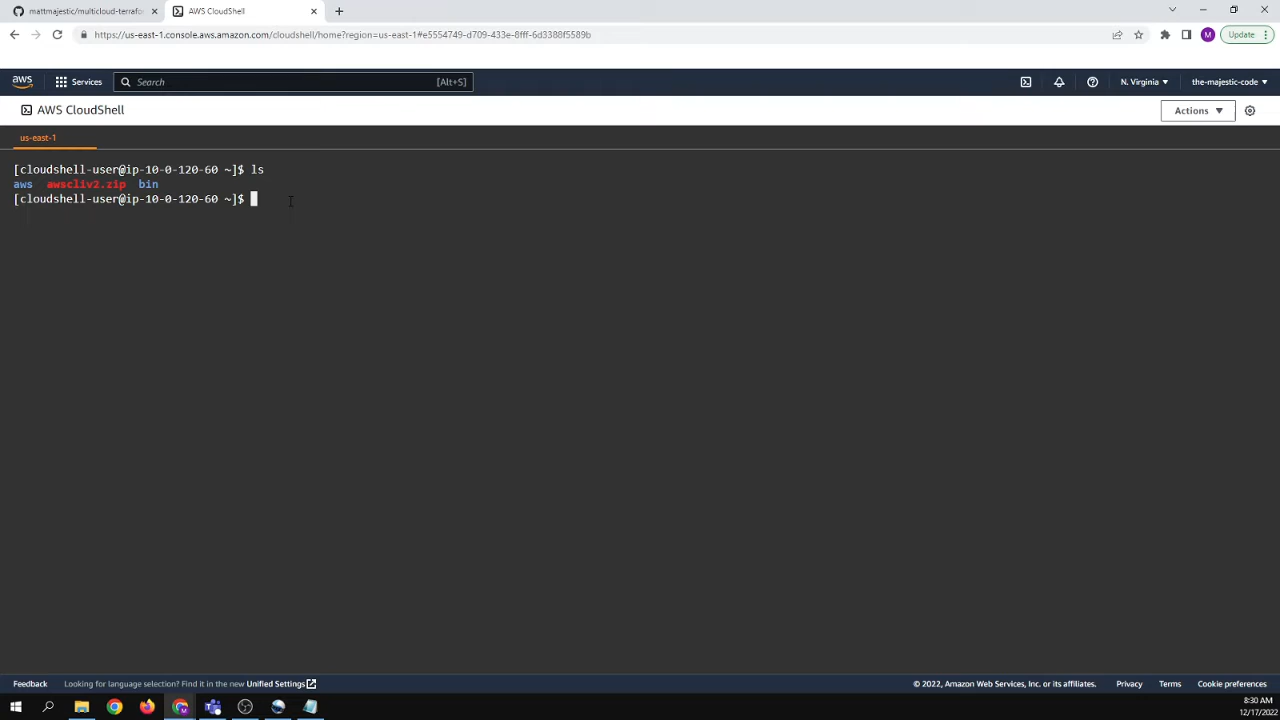 mattmajestic/multicloud-terrafo
AWS CloudShell
https://us-east-1.console.aws.amazon.com/cloudshell/home?region=us-east-1#e5554749-d709-433e-8fff-6d3388f5589b
M
Update
aws
Services
Search
[Alt+S]
N. Virginia
the-majestic-code
AWS CloudShell
Actions
us-east-1
[cloudshell-user@ip-10-0-120-60 ~]$ ls
aws awscliv2.zip bin
[cloudshell-user@ip-10-0-120-60 ~]$
Feedback
Looking for language selection? Find it in the new Unified Settings
© 2022, Amazon Web Services, Inc. or its affiliates.
Privacy
Terms
Cookie preferences
8:30 AM
12/17/2022